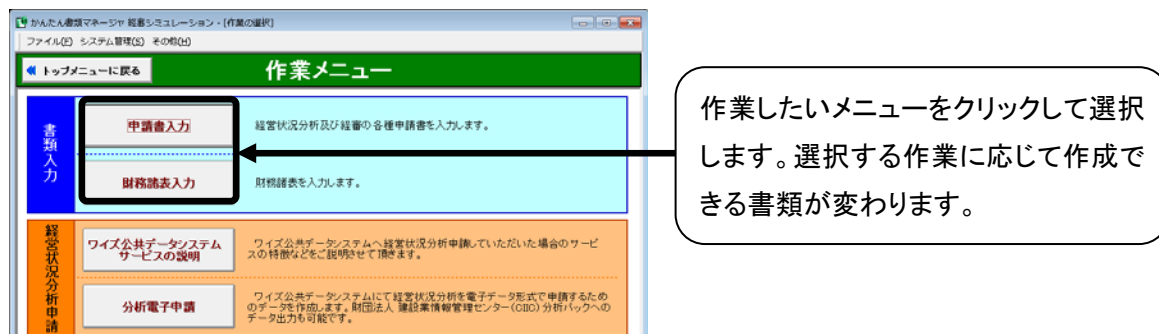 かんたん書類マネージャ 経審シミュレーション - [作業の選択]
ファイル(F) システム管理(S) その他(H)
トップメニューに戻る
作業メニュー
書類入力
申請書入力
経営状況分析及び経審の各種申請書を入力します。
財務諸表入力
財務諸表を入力します。
作業したいメニューをクリックして選択
します。選択する作業に応じて作成で
きる書類が変わります。
経営状況分析申請
ワイズ公共データシステム
サービスの説明
ワイズ公共データシステムへ経営状況分析申請していただいた場合のサービ
スの特徴などをご説明させて頂きます。
分析電子申請
ワイズ公共データシステムにて経営状況分析を電子データ形式で申請するため
のデータを作成します。財団法人 建設業情報管理センター(CIIC)分析パックへの
データ出力も可能です。